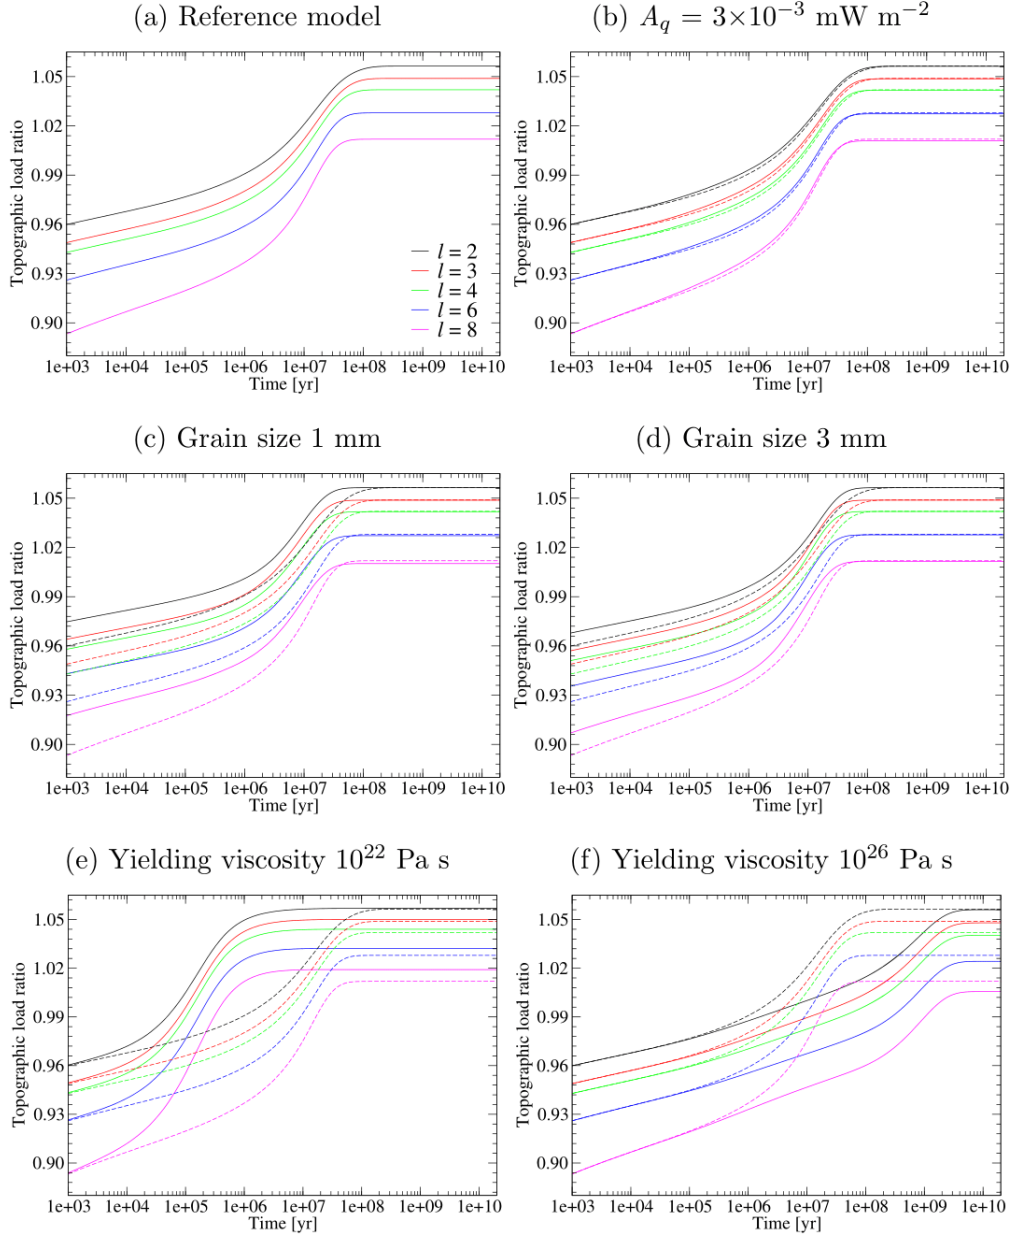 (a) Reference model
Topographic load ratio
1.05
1.02
0.99
0.96
0.93
0.90
l = 2
l = 3
l = 4
l = 6
l = 8
1e+03 1e+04 1e+05 1e+06 1e+07 1e+08 1e+09 1e+10
Time [yr]
(b) A_q = 3×10⁻³ mW m⁻²
Topographic load ratio
1.05
1.02
0.99
0.96
0.93
0.90
1e+03 1e+04 1e+05 1e+06 1e+07 1e+08 1e+09 1e+10
Time [yr]
(c) Grain size 1 mm
Topographic load ratio
1.05
1.02
0.99
0.96
0.93
0.90
1e+03 1e+04 1e+05 1e+06 1e+07 1e+08 1e+09 1e+10
Time [yr]
(d) Grain size 3 mm
Topographic load ratio
1.05
1.02
0.99
0.96
0.93
0.90
1e+03 1e+04 1e+05 1e+06 1e+07 1e+08 1e+09 1e+10
Time [yr]
(e) Yielding viscosity 10²² Pa s
Topographic load ratio
1.05
1.02
0.99
0.96
0.93
0.90
1e+03 1e+04 1e+05 1e+06 1e+07 1e+08 1e+09 1e+10
Time [yr]
(f) Yielding viscosity 10²⁶ Pa s
Topographic load ratio
1.05
1.02
0.99
0.96
0.93
0.90
1e+03 1e+04 1e+05 1e+06 1e+07 1e+08 1e+09 1e+10
Time [yr]